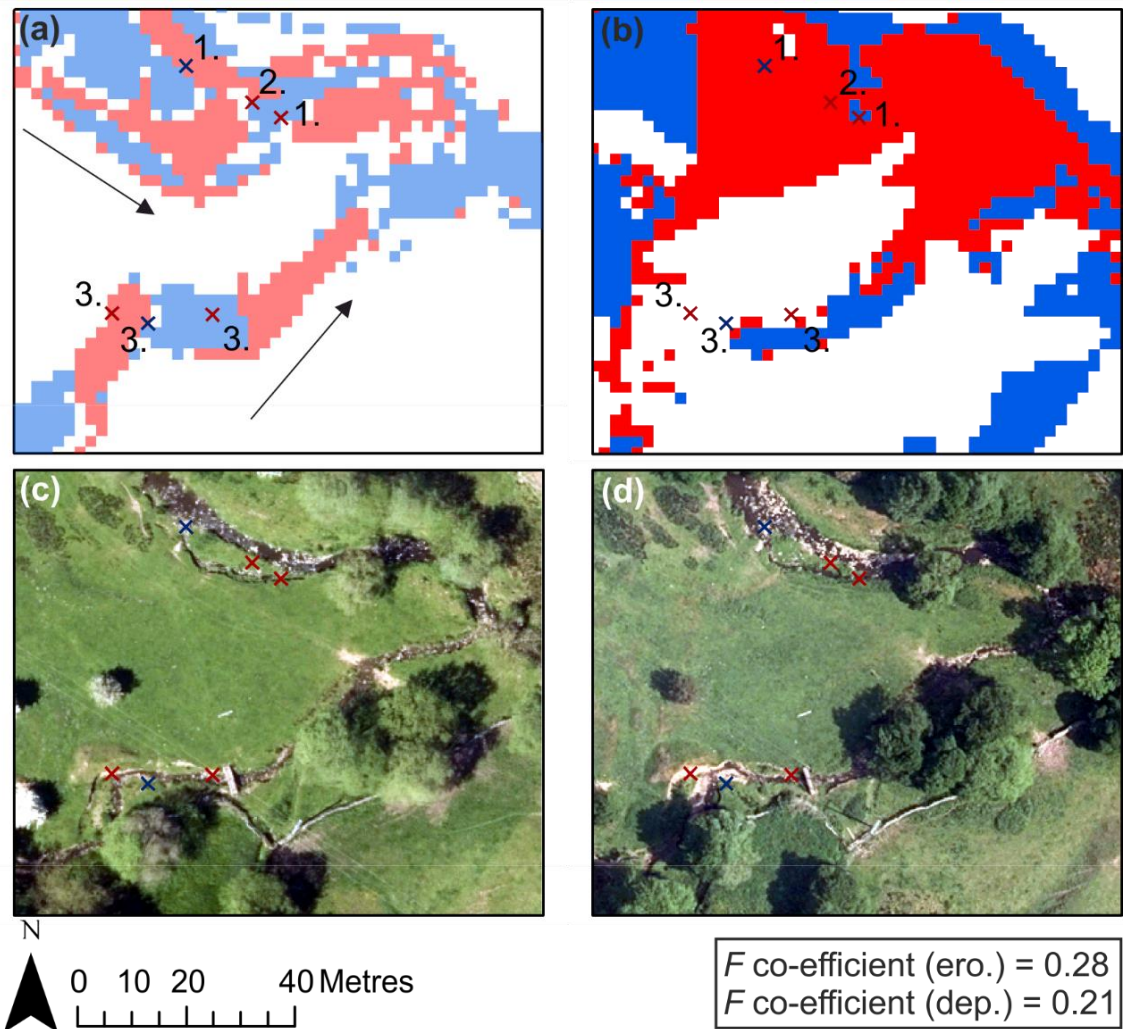 (a)
1.
2.
1.
3.
3.
3.
(b)
1.
2.
1.
3.
3.
3.
(c)
(d)
N
0 10 20 40 Metres
F co-efficient (ero.) = 0.28
F co-efficient (dep.) = 0.21